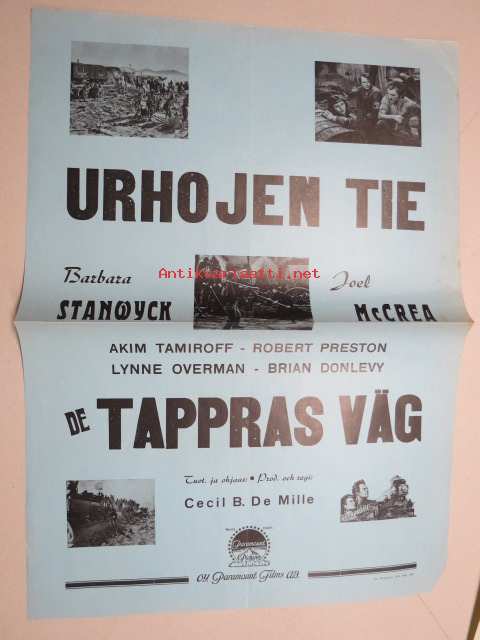 URHOJEN TIE
Antikvariaatti.net
Barbara Joel
STANWYCK McCREA
AKIM TAMIROFF - ROBERT PRESTON
LYNNE OVERMAN - BRIAN DONLEVY
DE TAPPRAS VÄG
Tuot. ja ohjaus: • Prod. och regi:
Cecil B. De Mille
Paramount
Pictures
OY. Paramount Films AB.